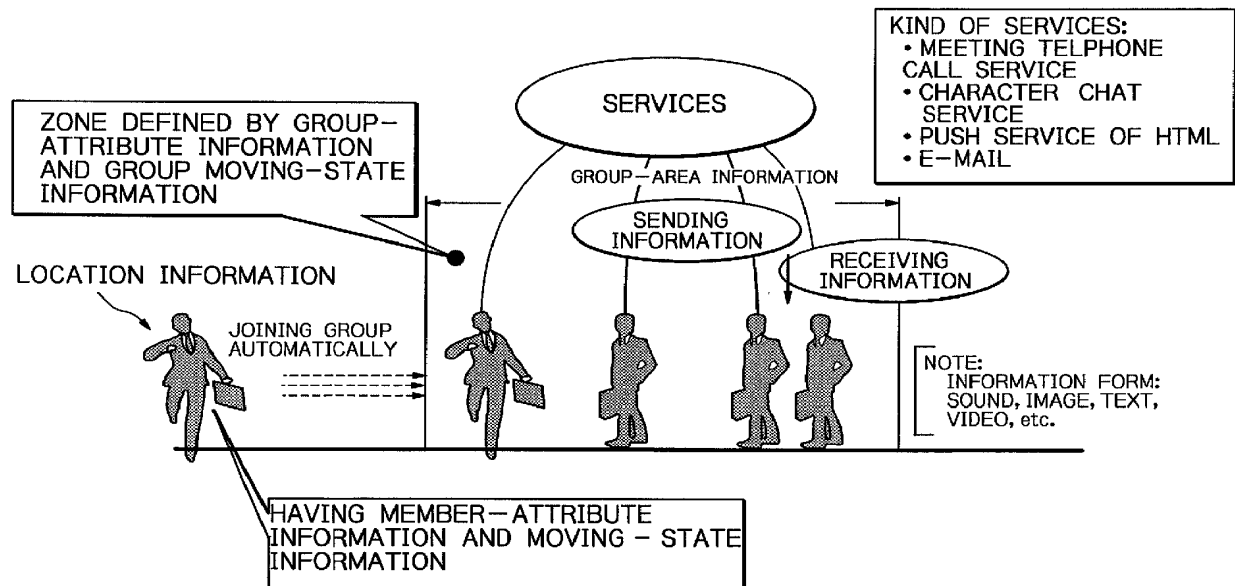 KIND OF SERVICES:
• MEETING TELPHONE
CALL SERVICE
• CHARACTER CHAT
SERVICE
• PUSH SERVICE OF HTML
• E-MAIL
SERVICES
ZONE DEFINED BY GROUP-
ATTRIBUTE INFORMATION
AND GROUP MOVING-STATE
INFORMATION
GROUP-AREA INFORMATION
SENDING
INFORMATION
RECEIVING
INFORMATION
LOCATION INFORMATION
JOINING GROUP
AUTOMATICALLY
NOTE:
INFORMATION FORM:
SOUND, IMAGE, TEXT,
VIDEO, etc.
HAVING MEMBER-ATTRIBUTE
INFORMATION AND MOVING - STATE
INFORMATION